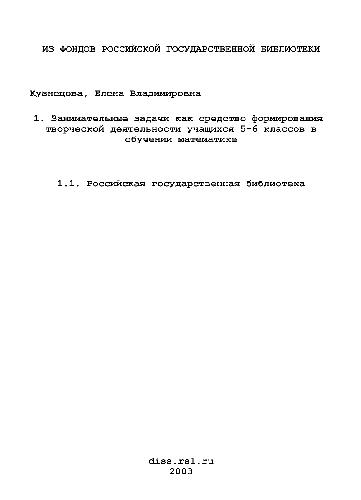 ИЗ ФОНДОВ РОССИЙСКОЙ ГОСУДАРСТВЕННОЙ БИБЛИОТЕКИ
Кузнецова, Елена Владимировна
1. Занимательные задачи как средство формирования
творческой деятельности учащихся 5-6 классов в
обучении математике
1.1. Российская государственная библиотека
diss.rsl.ru
2003